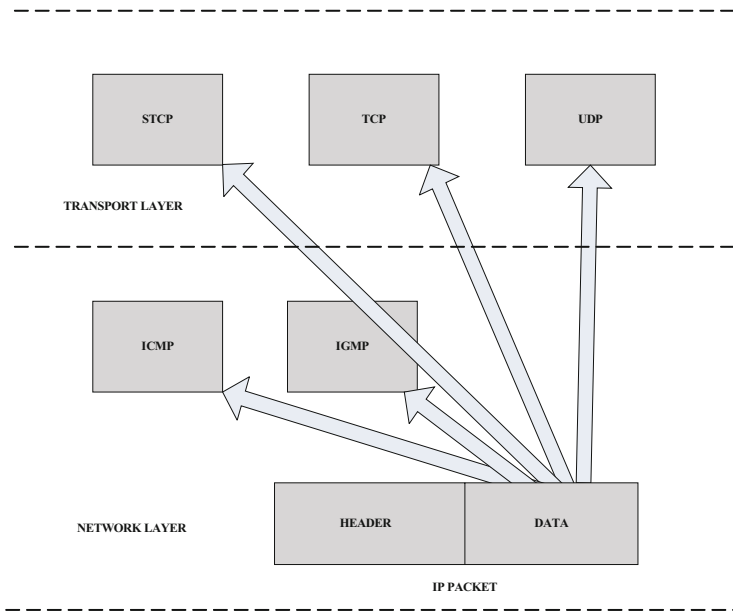 STCP
TCP
UDP
TRANSPORT LAYER
ICMP
IGMP
NETWORK LAYER
HEADER
DATA
IP PACKET